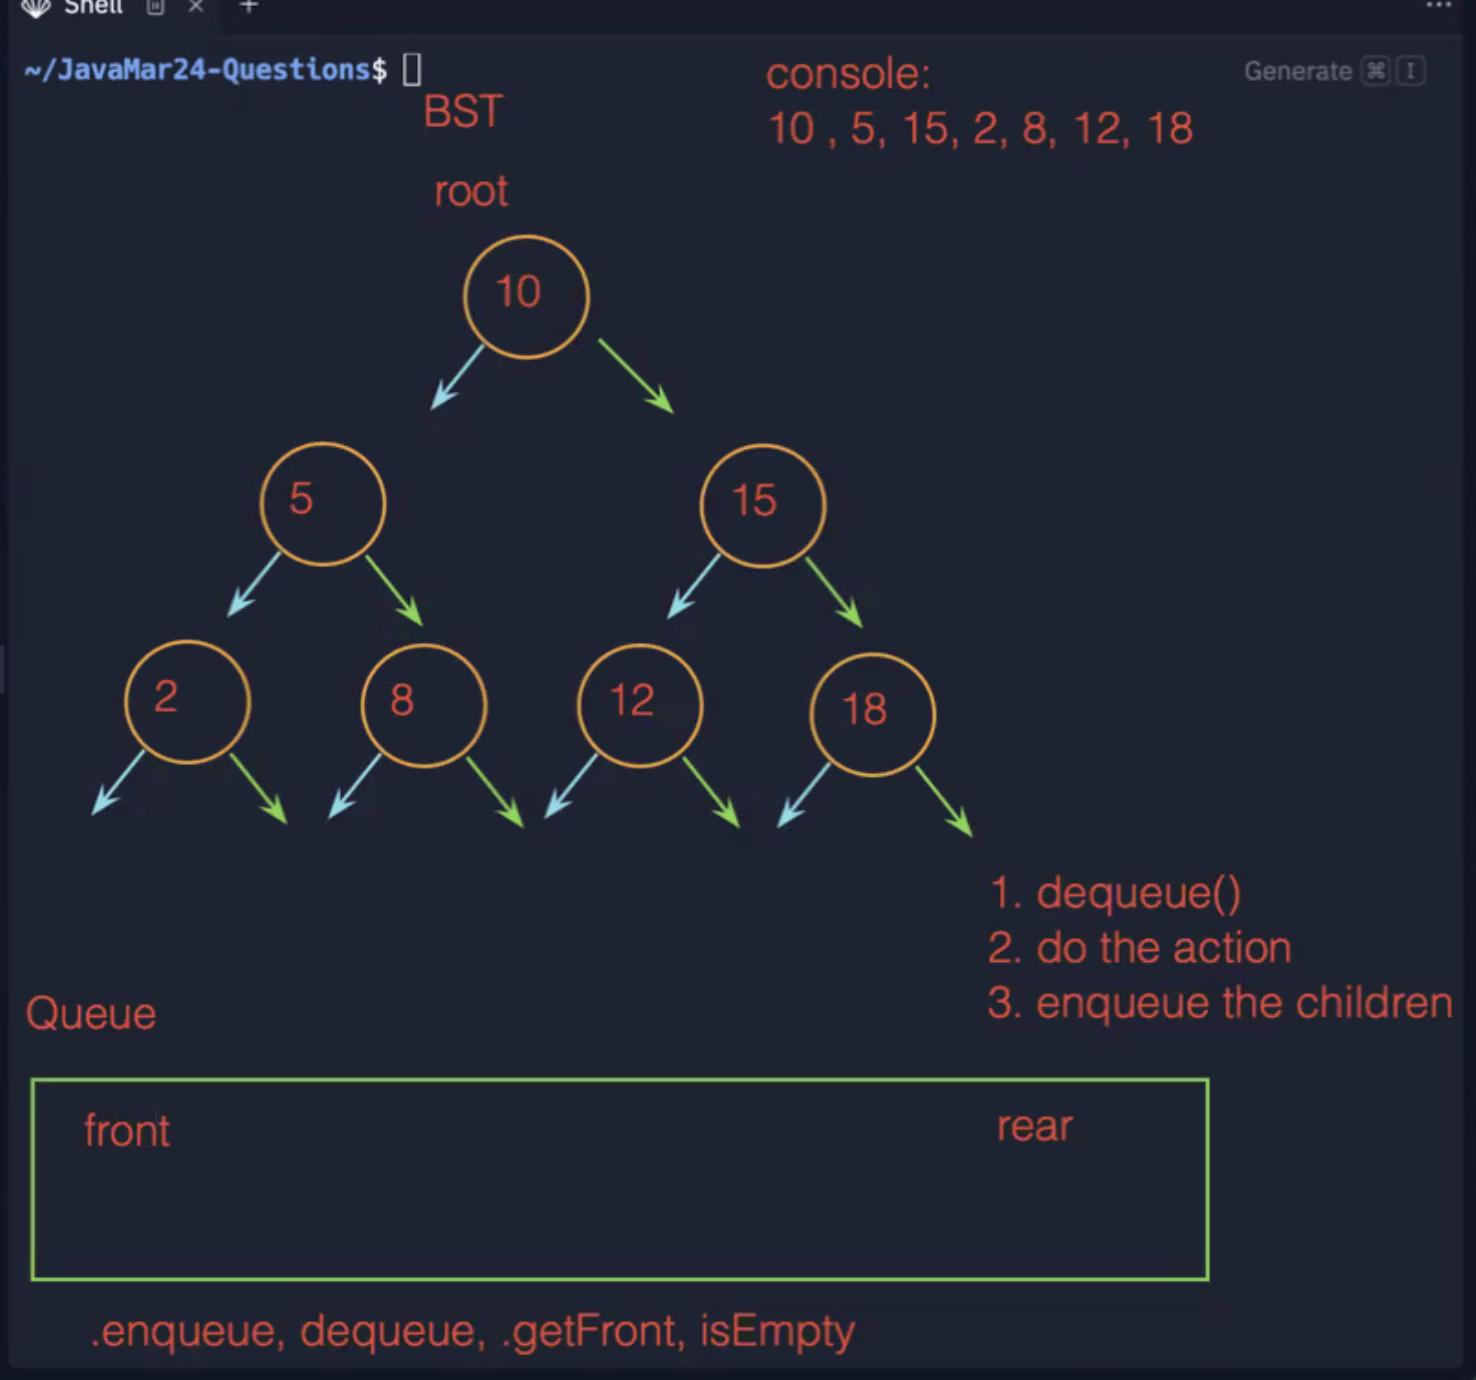 Shell
~/JavaMar24-Questions$
Generate ⌘ I
console:
BST
10 , 5, 15, 2, 8, 12, 18
root
10
5
15
2
8
12
18
1. dequeue()
2. do the action
3. enqueue the children
Queue
front
rear
.enqueue, dequeue, .getFront, isEmpty